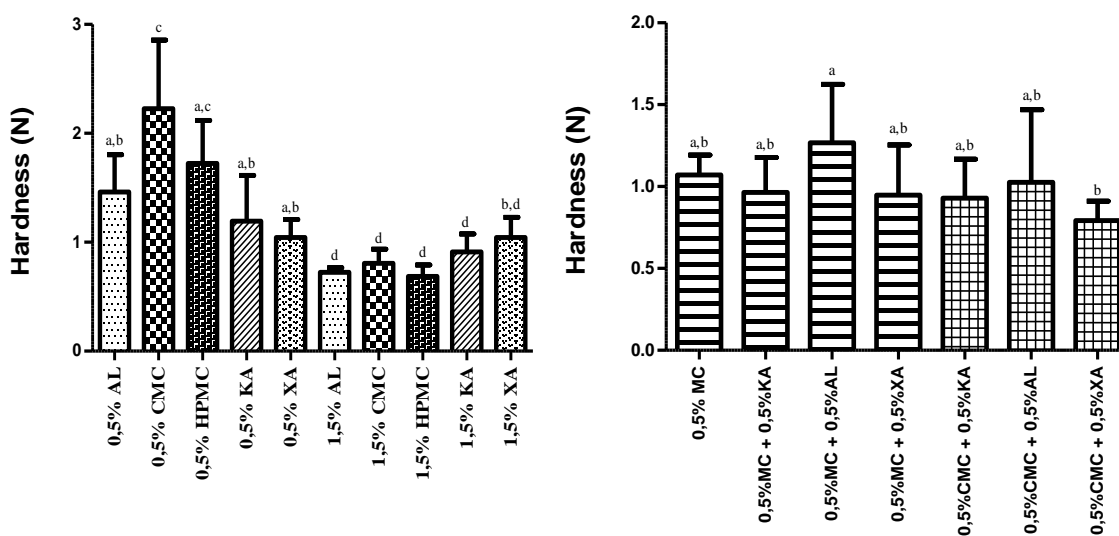 Hardness (N)
3
2
1
0
a,b
c
a,c
a,b
a,b
d
d
d
d
b,d
0,5% AL
0,5% CMC
0,5% HPMC
0,5% KA
0,5% XA
1,5% AL
1,5% CMC
1,5% HPMC
1,5% KA
1,5% XA
Hardness (N)
2.0
1.5
1.0
0.5
0.0
a,b
a,b
a
a,b
a,b
a,b
b
0,5% MC
0,5%MC + 0,5%KA
0,5%MC + 0,5%AL
0,5%MC + 0,5%XA
0,5%CMC + 0,5%KA
0,5%CMC + 0,5%AL
0,5%CMC + 0,5%XA